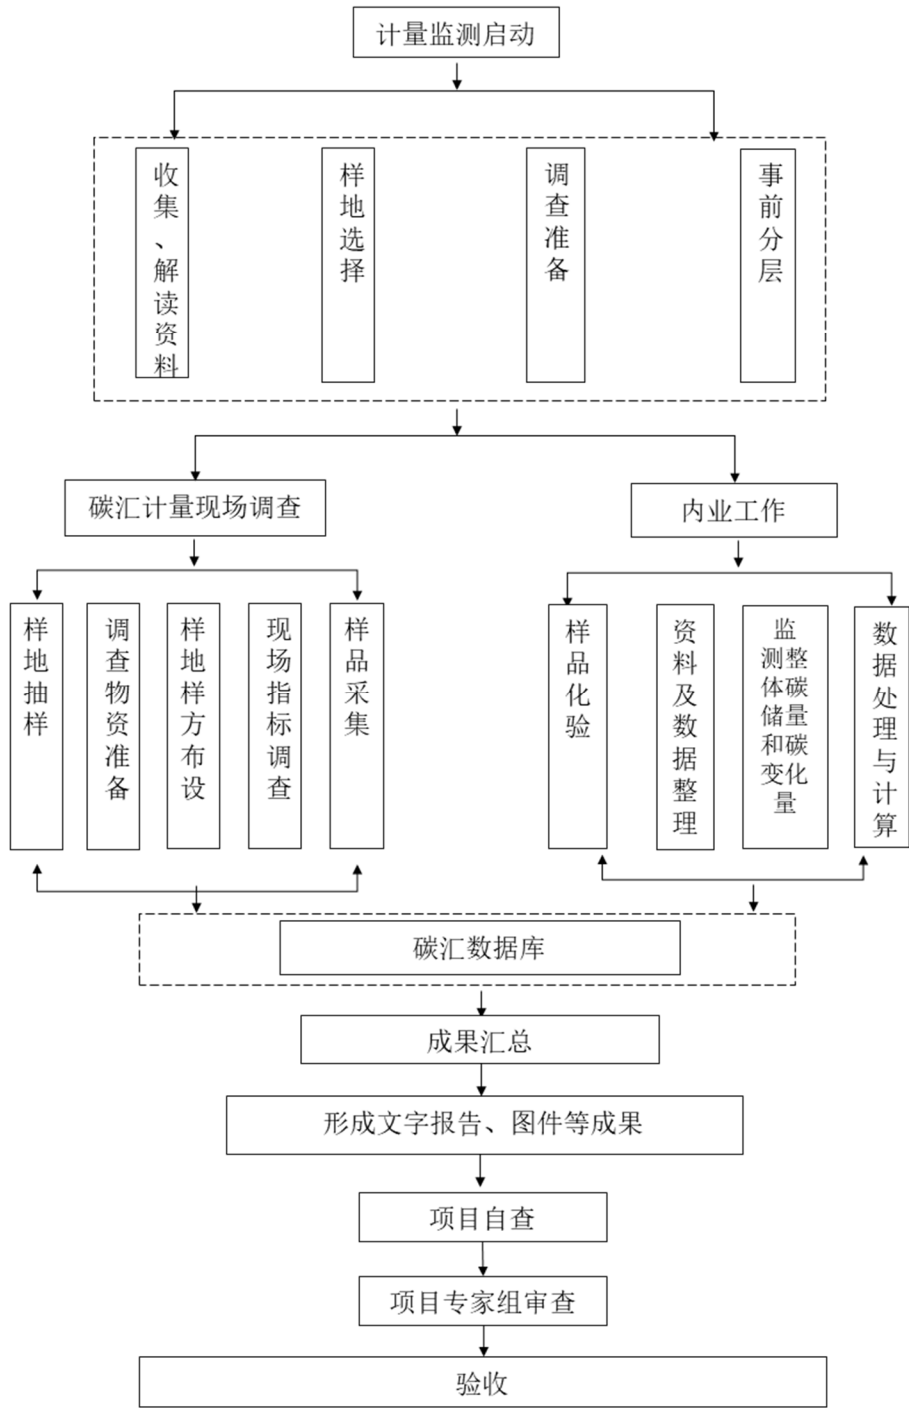 计量监测启动
收集、解读资料
样地选择
调查准备
事前分层
碳汇计量现场调查
内业工作
样地抽样
调查物资准备
样地样方布设
现场指标调查
样品采集
样品化验
资料及数据整理
监测整体碳储量和碳变化量
数据处理与计算
碳汇数据库
成果汇总
形成文字报告、图件等成果
项目自查
项目专家组审查
验收